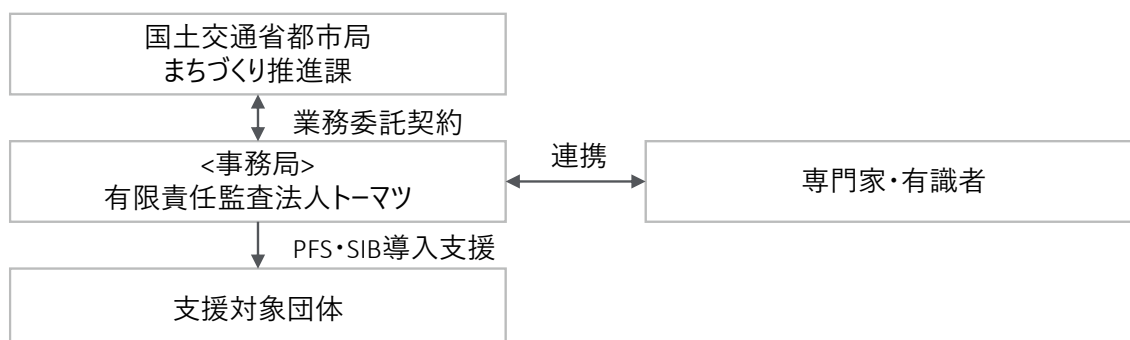 国土交通省都市局
まちづくり推進課
業務委託契約
<事務局>
有限責任監査法人トーマツ
連携
専門家・有識者
PFS・SIB導入支援
支援対象団体